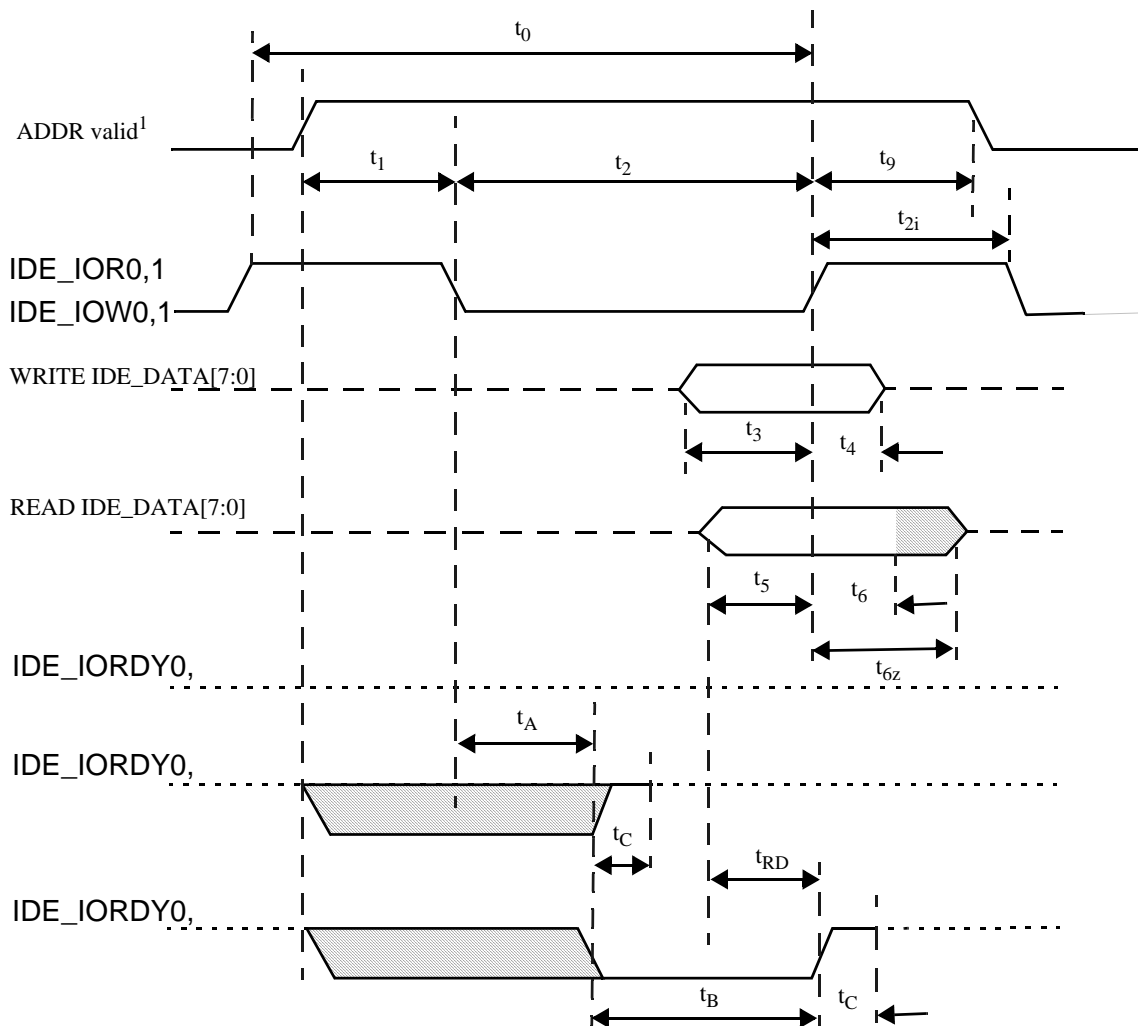 t0
ADDR valid1
t1 t2 t9
t2i
IDE_IOR0,1
IDE_IOW0,1
WRITE IDE_DATA[7:0]
t3 t4
READ IDE_DATA[7:0]
t5 t6
IDE_IORDY0,
t6z
tA
IDE_IORDY0,
tC
tRD
IDE_IORDY0,
tB tC